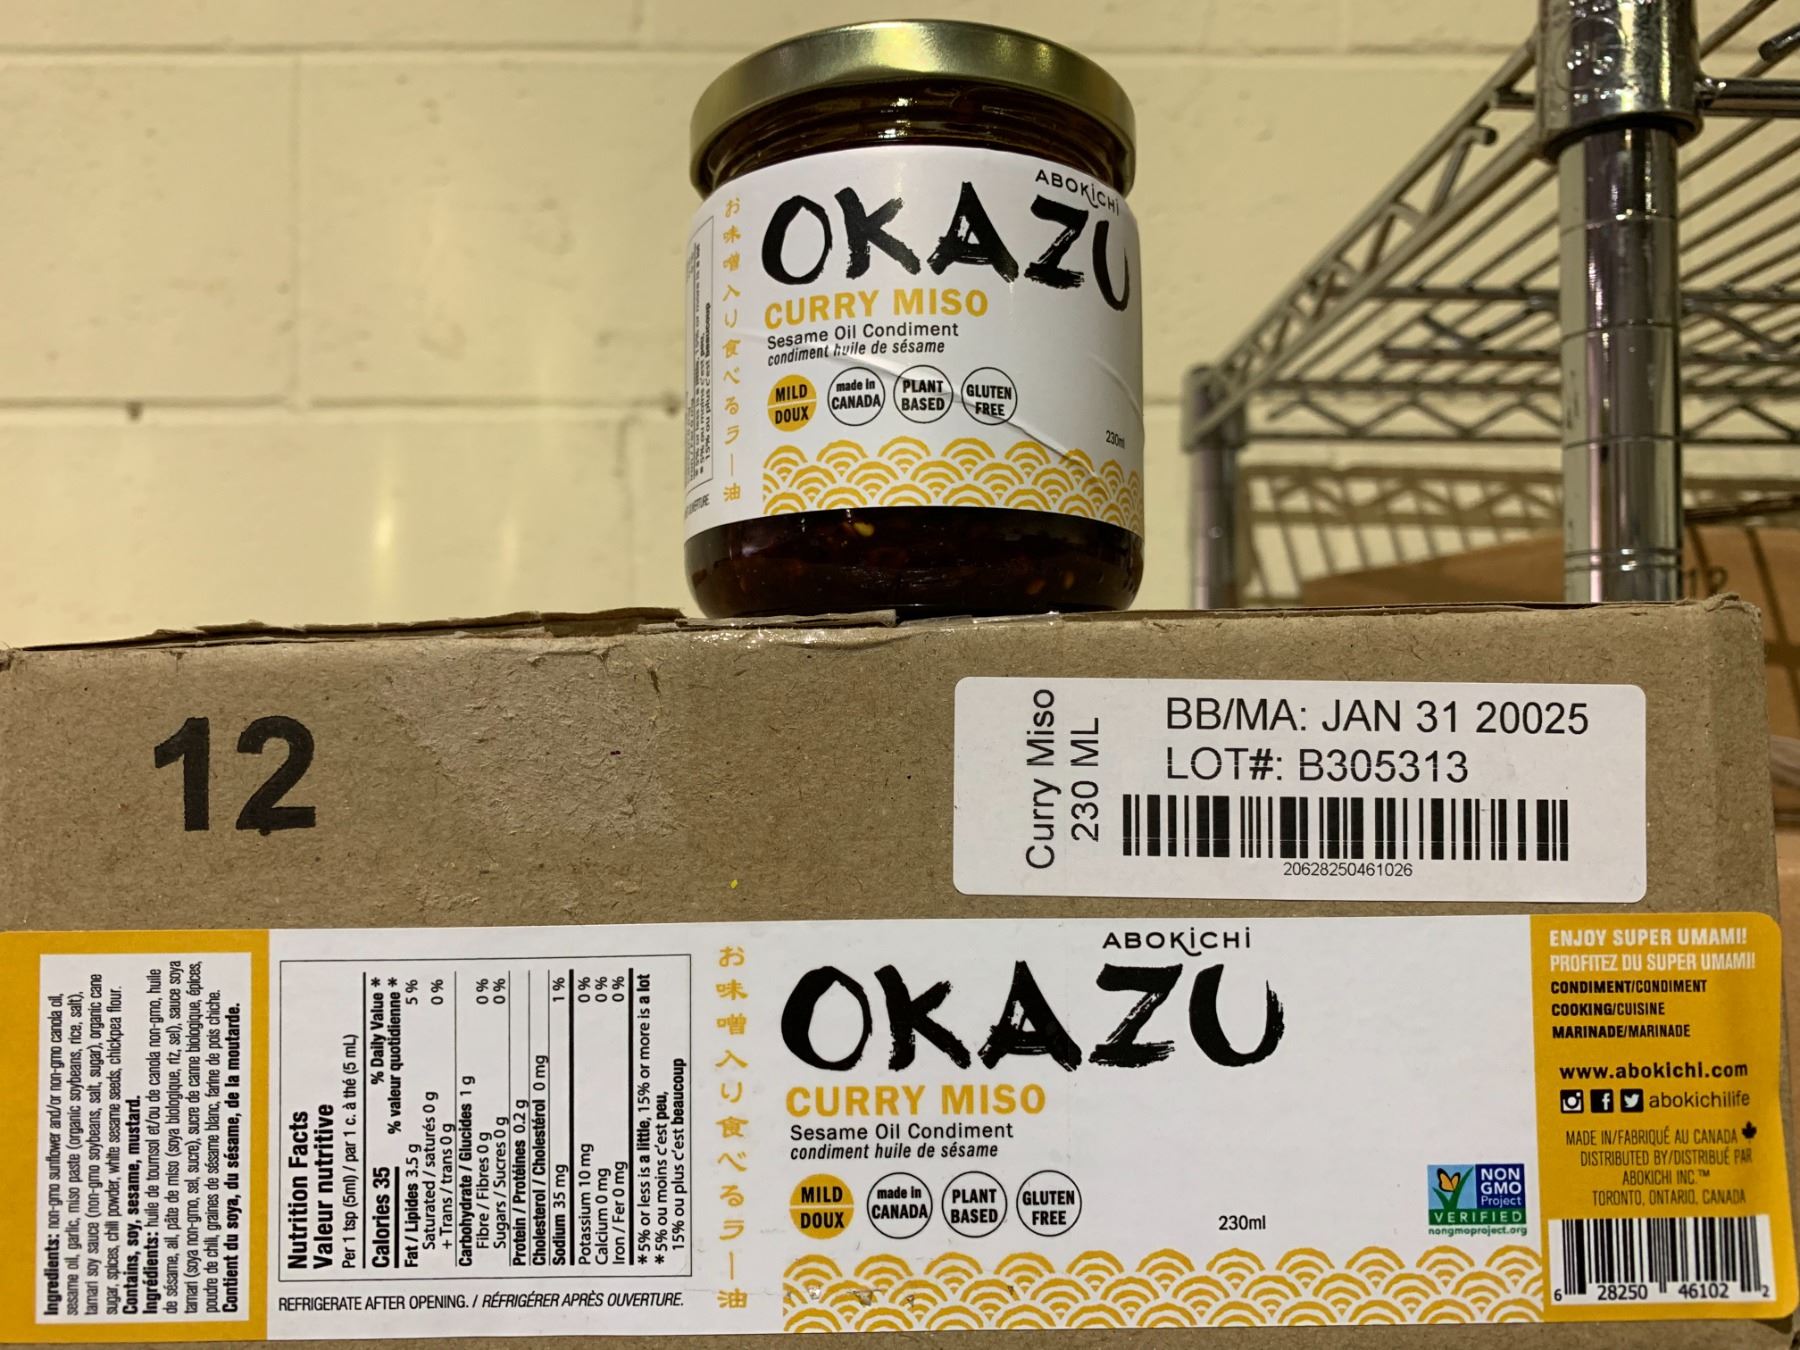 ABOKiCHi
OKAZU
お味噌入り食べるラー油
CURRY MISO
Sesame Oil Condiment
condiment huile de sésame
MILD
DOUX
made in
CANADA
PLANT
BASED
GLUTEN
FREE
230ml
15% ou plus c'est beaucoup
12
Curry Miso
230 ML
BB/MA: JAN 31 20025
LOT#: B305313
20628250461026
Ingredients: non-gmo sunflower and/or non-gmo canola oil,
sesame oil, garlic, miso paste (organic soybeans, rice, salt),
tamari soy sauce (non-gmo soybeans, salt, sugar), organic cane
sugar, spices, chili powder, white sesame seeds, chickpea flour.
Contains, soy, sesame, mustard.
Ingrédients: huile de tournsol et/ou de canola non-gmo, huile
de sésame, ail, pâte de miso (soya biologique, riz, sel), sauce soya
tamari (soya non-gmo, sel, sucre), sucre de canne biologique, épices,
poudre de chili, graines de sésame blanc, farine de pois chiche.
Contient du soya, du sésame, de la moutarde.
Nutrition Facts
Valeur nutritive
Per 1 tsp (5ml) / par 1 c. à thé (5 mL)
% Daily Value *
Calories 35 % valeur quotidienne *
Fat / Lipides 3.5 g 5 %
Saturated / saturés 0 g
+ Trans / trans 0 g 0 %
Carbohydrate / Glucides 1 g
Fibre / Fibres 0 g 0 %
Sugars / Sucres 0 g 0 %
Protein / Protéines 0.2 g
Cholesterol / Cholestérol 0 mg
Sodium 35 mg 1 %
Potassium 10 mg 0 %
Calcium 0 mg 0 %
Iron / Fer 0 mg 0 %
*5% or less is a little, 15% or more is a lot
*5% ou moins c'est peu,
15% ou plus c'est beaucoup
REFRIGERATE AFTER OPENING. / RÉFRIGÉRER APRÈS OUVERTURE.
お味噌入り食べるラー油
ABOKiCHi
OKAZU
CURRY MISO
Sesame Oil Condiment
condiment huile de sésame
MILD
DOUX
made in
CANADA
PLANT
BASED
GLUTEN
FREE
230ml
NON
GMO
Project
VERIFIED
nongmoproject.org
ENJOY SUPER UMAMI!
PROFITEZ DU SUPER UMAMI!
CONDIMENT/CONDIMENT
COOKING/CUISINE
MARINADE/MARINADE
www.abokichi.com
abokichilife
MADE IN/FABRIQUÉ AU CANADA
DISTRIBUTED BY/DISTRIBUÉ PAR
ABOKICHI INC.™
TORONTO, ONTARIO, CANADA
6 28250 46102 2